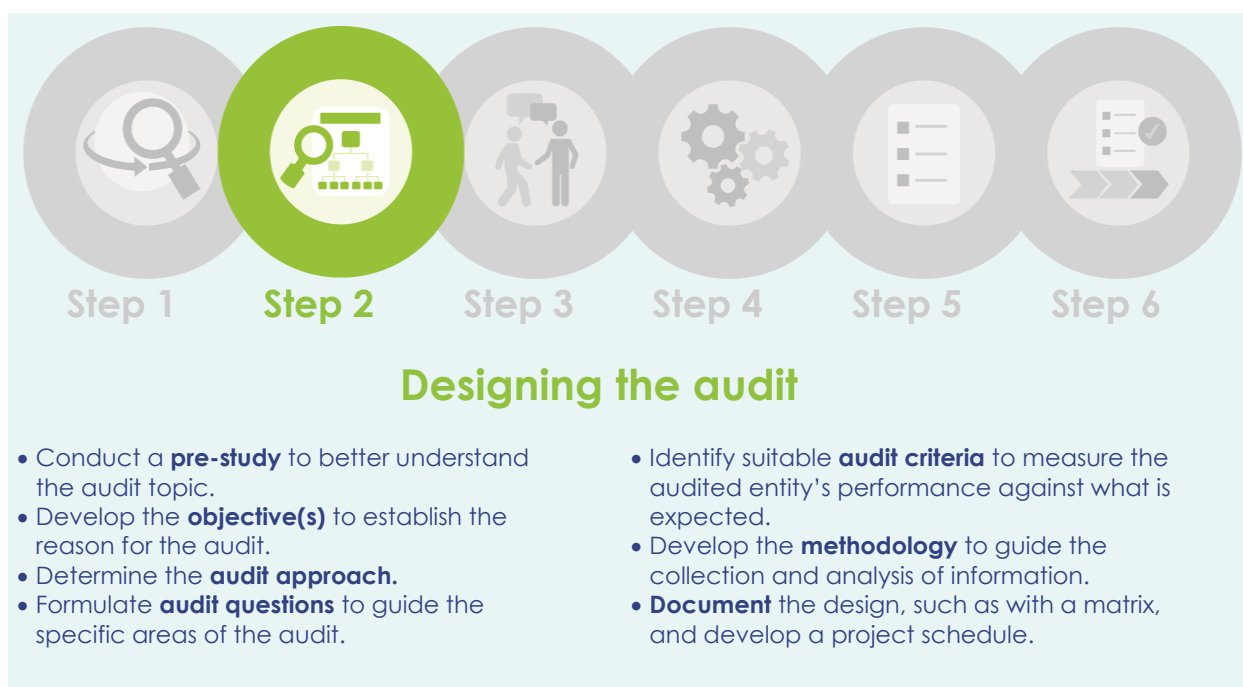 Step 1
Step 2
Step 3
Step 4
Step 5
Step 6
Designing the audit
• Conduct a pre-study to better understand
the audit topic.
• Develop the objective(s) to establish the
reason for the audit.
• Determine the audit approach.
• Formulate audit questions to guide the
specific areas of the audit.
• Identify suitable audit criteria to measure the
audited entity’s performance against what is
expected.
• Develop the methodology to guide the
collection and analysis of information.
• Document the design, such as with a matrix,
and develop a project schedule.